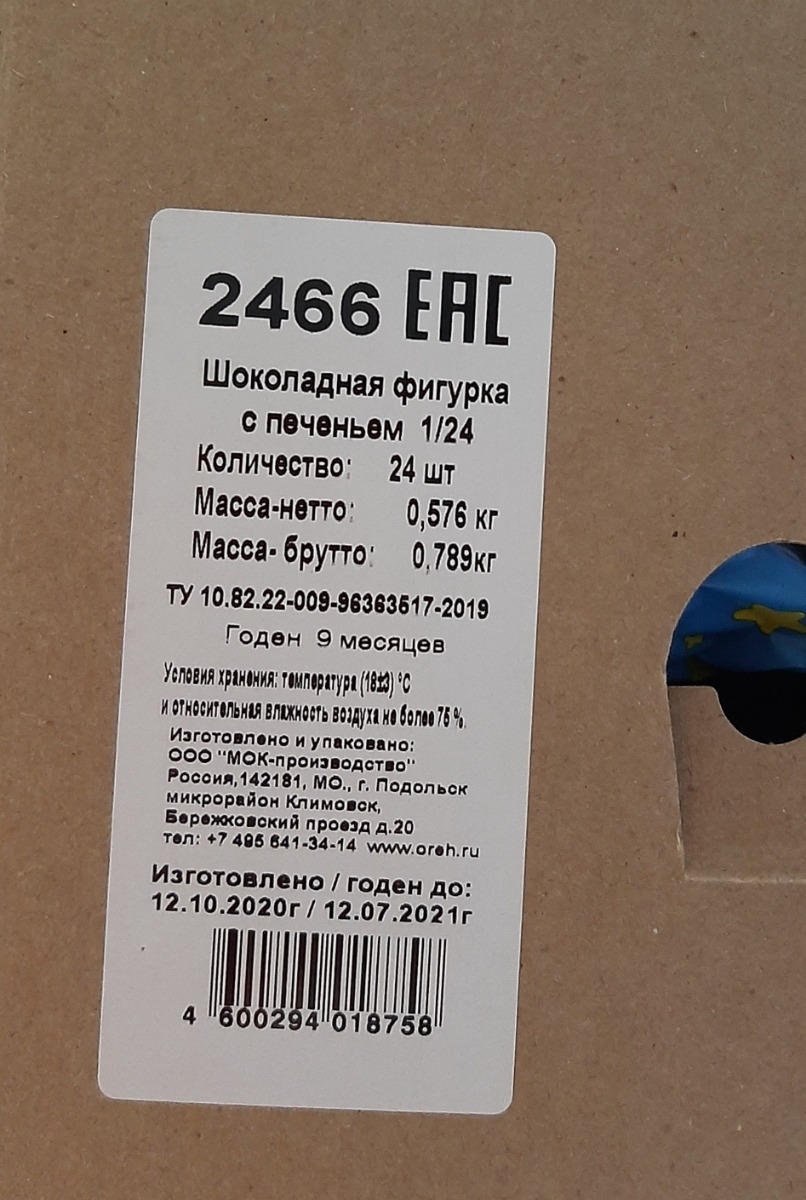 2466 EAC
Шоколадная фигурка
с печеньем 1/24
Количество: 24 шт
Масса-нетто: 0,576 кг
Масса- брутто: 0,789кг
ТУ 10.82.22-009-96363517-2019
Годен 9 месяцев
Условия хранения: температура (18±3) °С
и относительная влажность воздуха не более 75 %.
Изготовлено и упаковано:
ООО "МОК-производство"
Россия,142181, МО., г. Подольск
микрорайон Климовск,
Бережковский проезд д.20
тел: +7 495 641-34-14 www.oreh.ru
Изготовлено / годен до:
12.10.2020г / 12.07.2021г
4 600294 018758